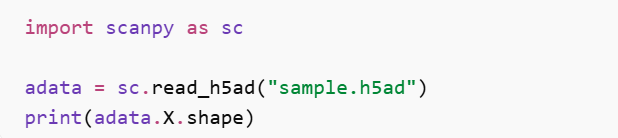 import scanpy as sc
adata = sc.read_h5ad("sample.h5ad")
print(adata.X.shape)